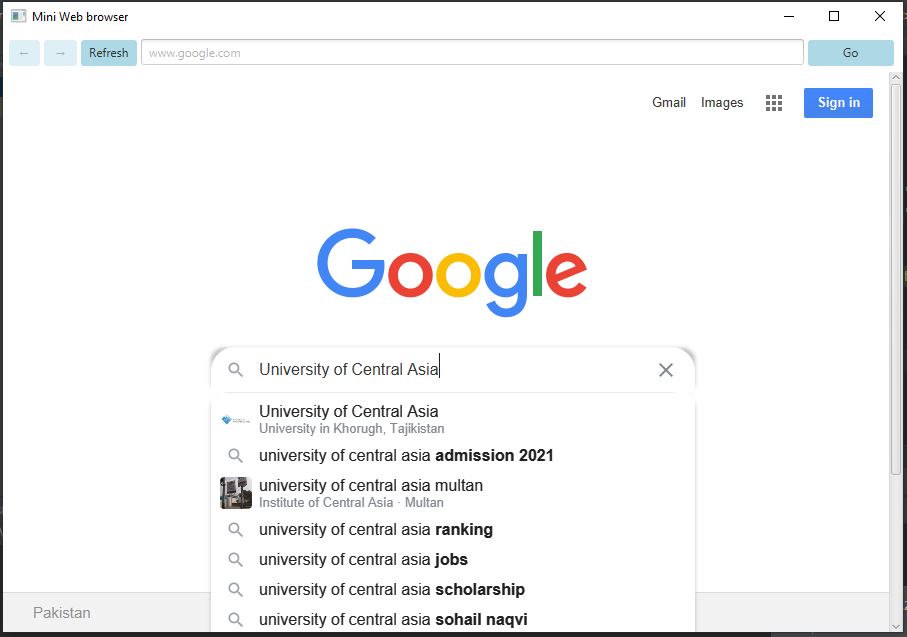 Mini Web browser
← → Refresh www.google.com Go
Gmail Images Sign in
Google
University of Central Asia
University of Central Asia
University in Khorugh, Tajikistan
university of central asia admission 2021
university of central asia multan
Institute of Central Asia · Multan
university of central asia ranking
university of central asia jobs
university of central asia scholarship
university of central asia sohail naqvi
Pakistan